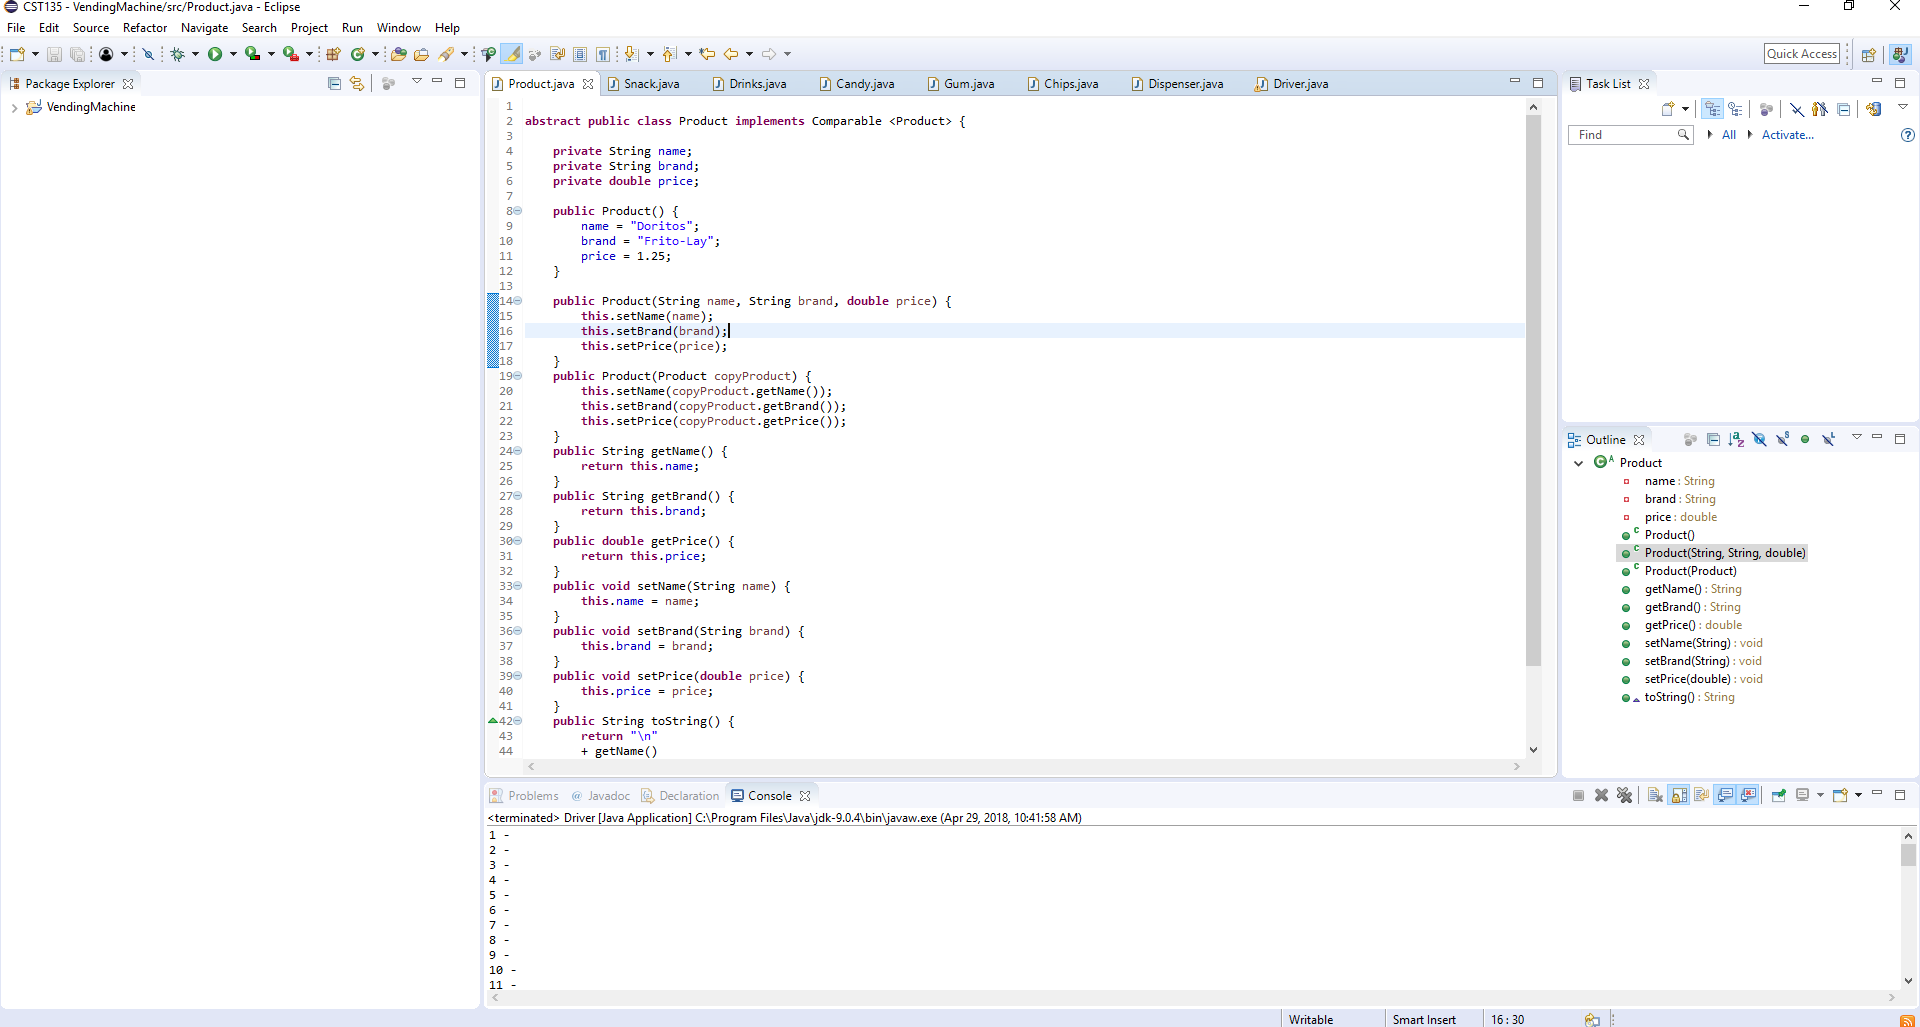 CST135 - VendingMachine/src/Product.java - Eclipse
File Edit Source Refactor Navigate Search Project Run Window Help
Quick Access
Package Explorer
VendingMachine
Product.java Snack.java Drinks.java Candy.java Gum.java Chips.java Dispenser.java Driver.java
1
2 abstract public class Product implements Comparable <Product> {
3
4 private String name;
5 private String brand;
6 private double price;
7
8 public Product() {
9 name = "Doritos";
10 brand = "Frito-Lay";
11 price = 1.25;
12 }
13
14 public Product(String name, String brand, double price) {
15 this.setName(name);
16 this.setBrand(brand);
17 this.setPrice(price);
18 }
19 public Product(Product copyProduct) {
20 this.setName(copyProduct.getName());
21 this.setBrand(copyProduct.getBrand());
22 this.setPrice(copyProduct.getPrice());
23 }
24 public String getName() {
25 return this.name;
26 }
27 public String getBrand() {
28 return this.brand;
29 }
30 public double getPrice() {
31 return this.price;
32 }
33 public void setName(String name) {
34 this.name = name;
35 }
36 public void setBrand(String brand) {
37 this.brand = brand;
38 }
39 public void setPrice(double price) {
40 this.price = price;
41 }
42 public String toString() {
43 return "\n"
44 + getName()
Task List
Find All Activate...
Outline
Product
name : String
brand : String
price : double
Product()
Product(String, String, double)
Product(Product)
getName() : String
getBrand() : String
getPrice() : double
setName(String) : void
setBrand(String) : void
setPrice(double) : void
toString() : String
Problems Javadoc Declaration Console
<terminated> Driver [Java Application] C:\Program Files\Java\jdk-9.0.4\bin\javaw.exe (Apr 29, 2018, 10:41:58 AM)
1 -
2 -
3 -
4 -
5 -
6 -
7 -
8 -
9 -
10 -
11 -
Writable Smart Insert 16 : 30